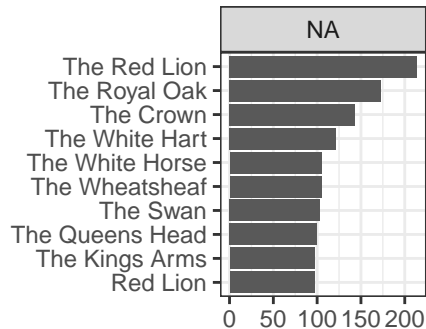 NA
The Red Lion
The Royal Oak
The Crown
The White Hart
The White Horse
The Wheatsheaf
The Swan
The Queens Head
The Kings Arms
Red Lion
0 50 100 150 200